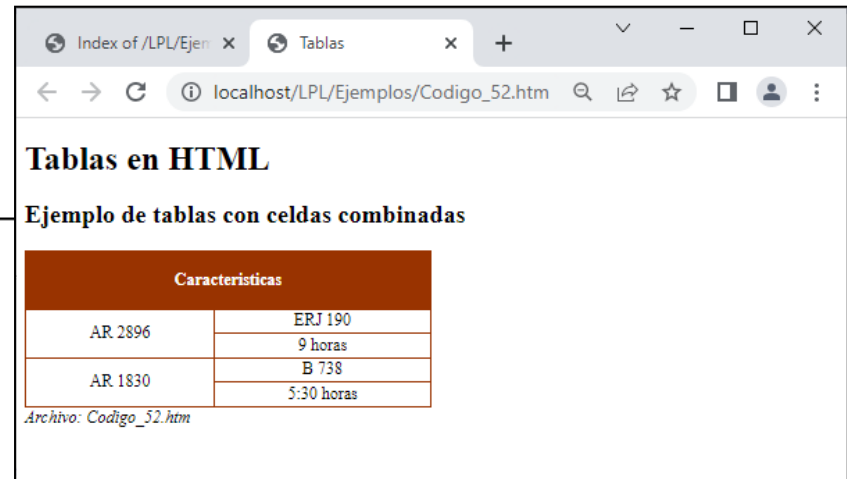 Index of /LPL/Ejem
Tablas
localhost/LPL/Ejemplos/Codigo_52.htm
Tablas en HTML
Ejemplo de tablas con celdas combinadas
Caracteristicas
AR 2896
ERJ 190
9 horas
AR 1830
B 738
5:30 horas
Archivo: Codigo_52.htm